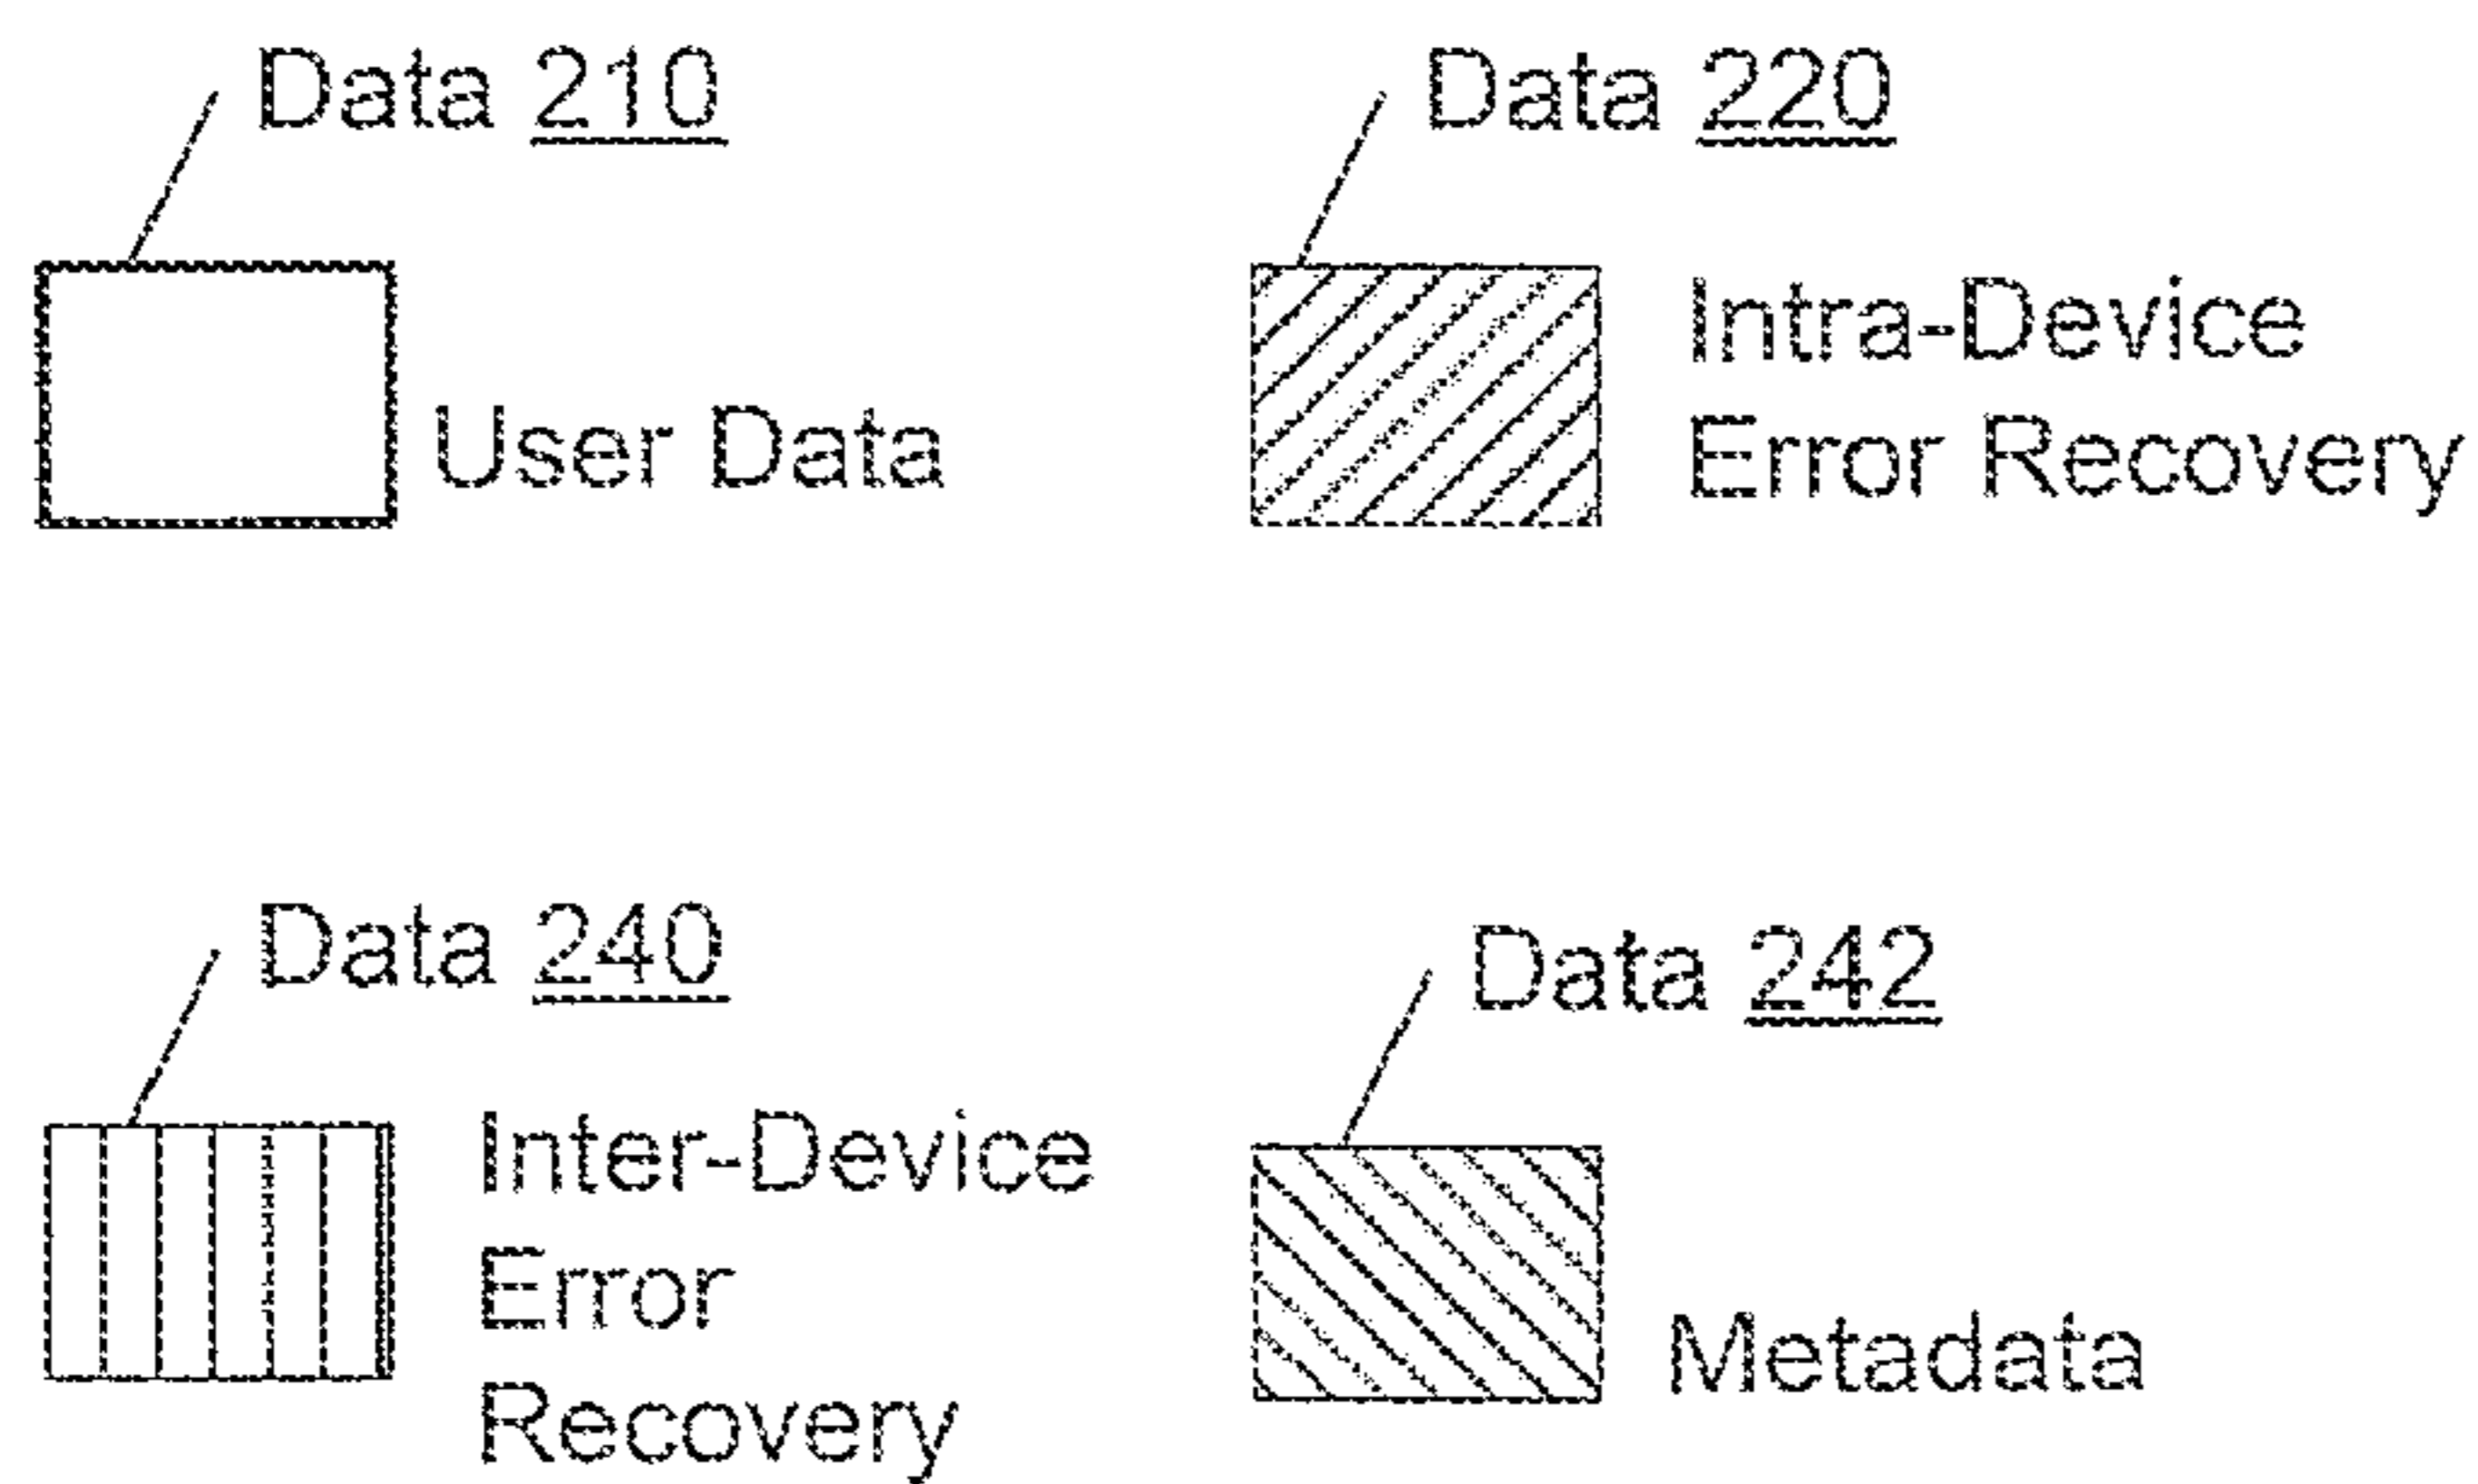 Data 210
User Data
Data 220
Intra-Device
Error Recovery
Data 240
Inter-Device
Error
Recovery
Data 242
Metadata